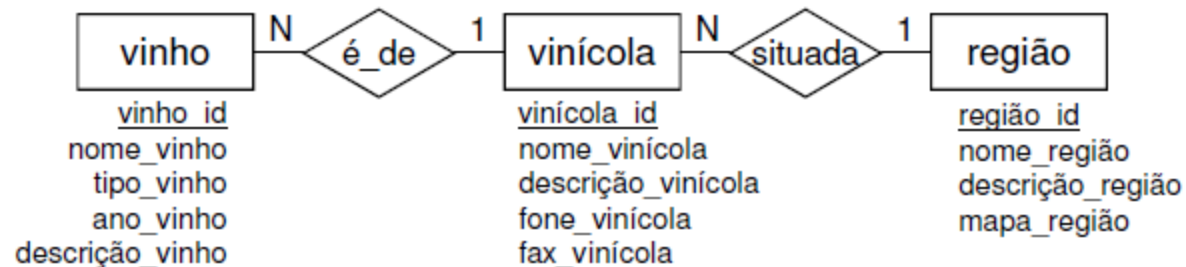 vinho N é_de 1 vinícola N situada 1 região
vinho_id
nome_vinho
tipo_vinho
ano_vinho
descrição_vinho
vinícola_id
nome_vinícola
descrição_vinícola
fone_vinícola
fax_vinícola
região_id
nome_região
descrição_região
mapa_região